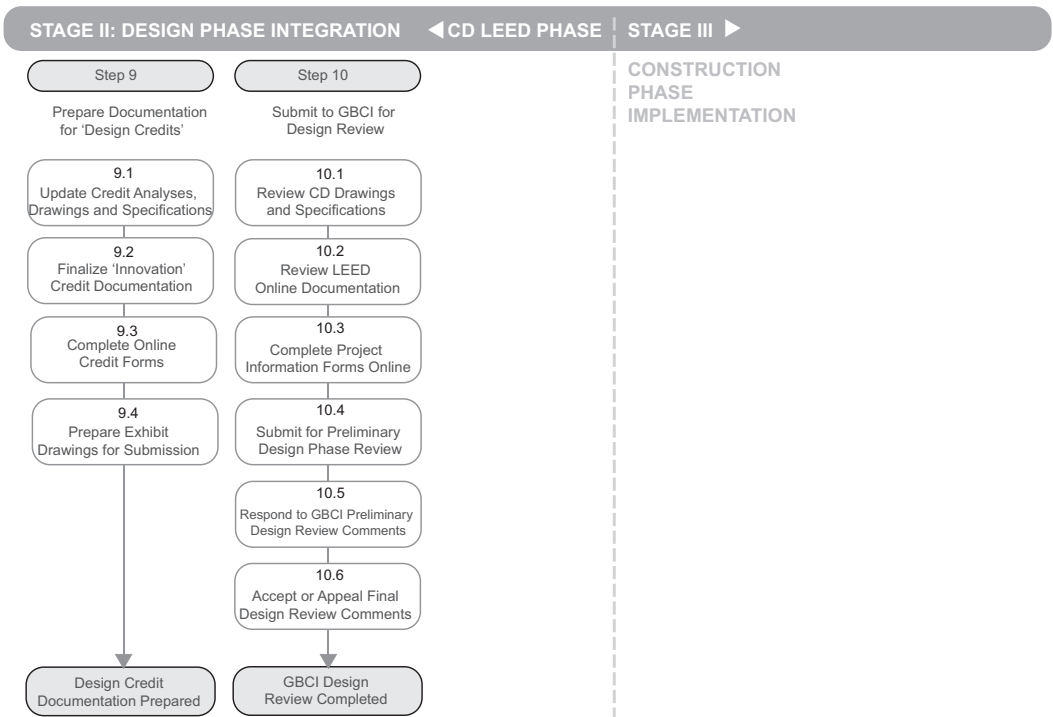 STAGE II: DESIGN PHASE INTEGRATION ◀CD LEED PHASE STAGE III ▶
CONSTRUCTION
PHASE
IMPLEMENTATION
Step 9
Prepare Documentation
for ‘Design Credits’
9.1
Update Credit Analyses,
Drawings and Specifications
9.2
Finalize ‘Innovation’
Credit Documentation
9.3
Complete Online
Credit Forms
9.4
Prepare Exhibit
Drawings for Submission
Design Credit
Documentation Prepared
Step 10
Submit to GBCI for
Design Review
10.1
Review CD Drawings
and Specifications
10.2
Review LEED
Online Documentation
10.3
Complete Project
Information Forms Online
10.4
Submit for Preliminary
Design Phase Review
10.5
Respond to GBCI Preliminary
Design Review Comments
10.6
Accept or Appeal Final
Design Review Comments
GBCI Design
Review Completed